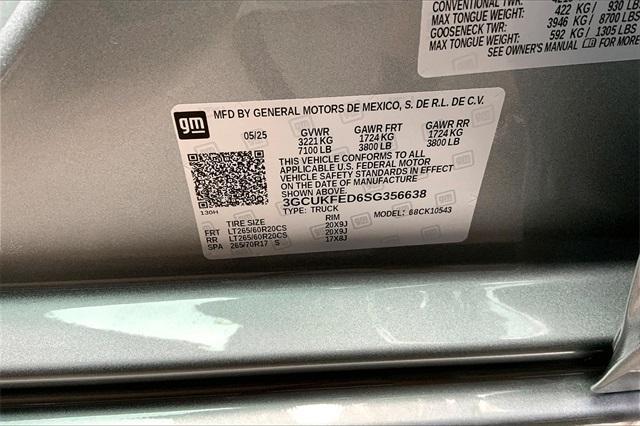 CONVENTIONAL TWR:
422 KG / 930 LB
MAX TONGUE WEIGHT:
3946 KG / 8700 LBS
GOOSENECK TWR:
592 KG / 1305 LBS
MAX TONGUE WEIGHT:
SEE OWNER'S MANUAL FOR MORE
gm
MFD BY GENERAL MOTORS DE MEXICO, S. DE R.L. DE C.V.
05/25 GVWR GAWR FRT GAWR RR
3221 KG 1724 KG 1724 KG
7100 LB 3800 LB 3800 LB
THIS VEHICLE CONFORMS TO ALL
APPLICABLE U.S. FEDERAL MOTOR
VEHICLE SAFETY STANDARDS IN EFFECT
ON THE DATE OF MANUFACTURE
SHOWN ABOVE.
3GCUKFED6SG356638
130H TYPE: TRUCK MODEL: 68CK10543
TIRE SIZE RIM
FRT LT265/60R20CS 20X9J
RR LT265/60R20CS 20X9J
SPA 265/70R17 S 17X8J